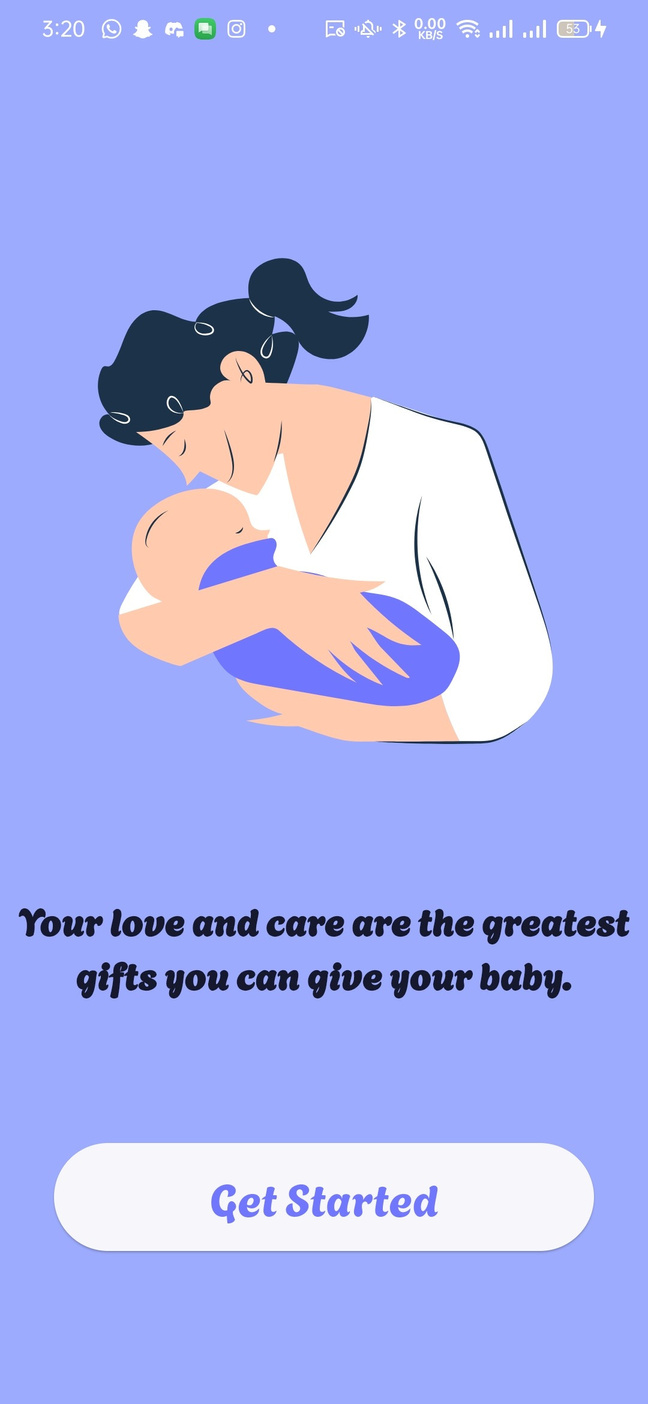 3:20
0.00
KB/S
53
Your love and care are the greatest
gifts you can give your baby.
Get Started